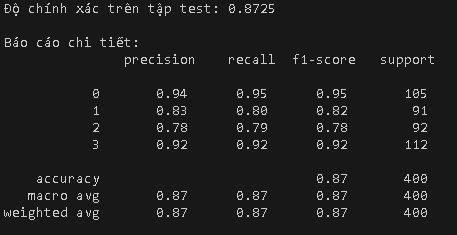 Độ chính xác trên tập test: 0.8725
Báo cáo chi tiết:
precision recall f1-score support
0 0.94 0.95 0.95 105
1 0.83 0.80 0.82 91
2 0.78 0.79 0.78 92
3 0.92 0.92 0.92 112
accuracy 0.87 400
macro avg 0.87 0.87 0.87 400
weighted avg 0.87 0.87 0.87 400